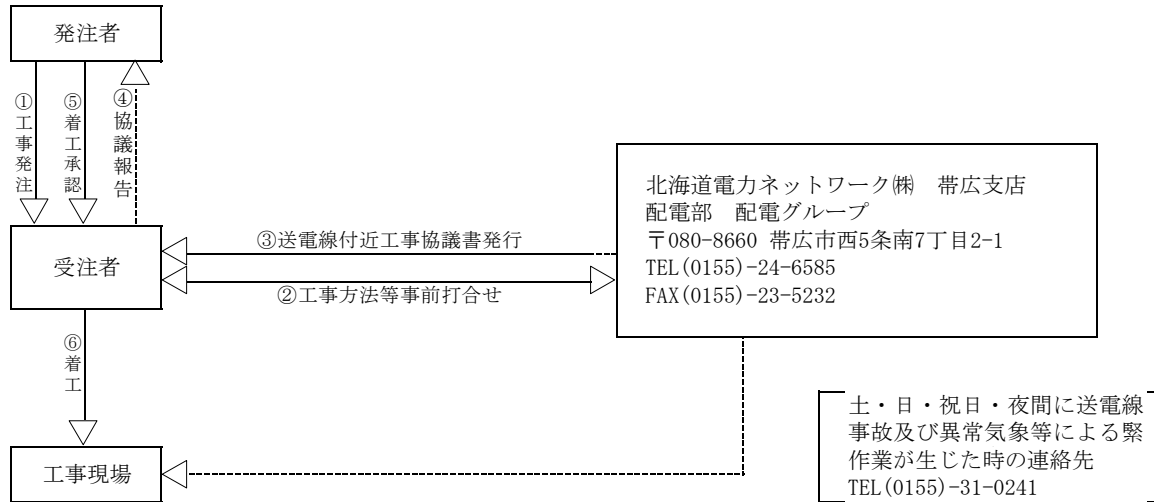 発注者
①工事発注
⑤着工承認
④協議報告
北海道電力ネットワーク㈱　帯広支店
配電部　配電グループ
〒080-8660 帯広市西5条南7丁目2-1
TEL(0155)-24-6585
FAX(0155)-23-5232
③送電線付近工事協議書発行
受注者
②工事方法等事前打合せ
⑥着工
工事現場
土・日・祝日・夜間に送電線
事故及び異常気象等による緊
作業が生じた時の連絡先
TEL(0155)-31-0241